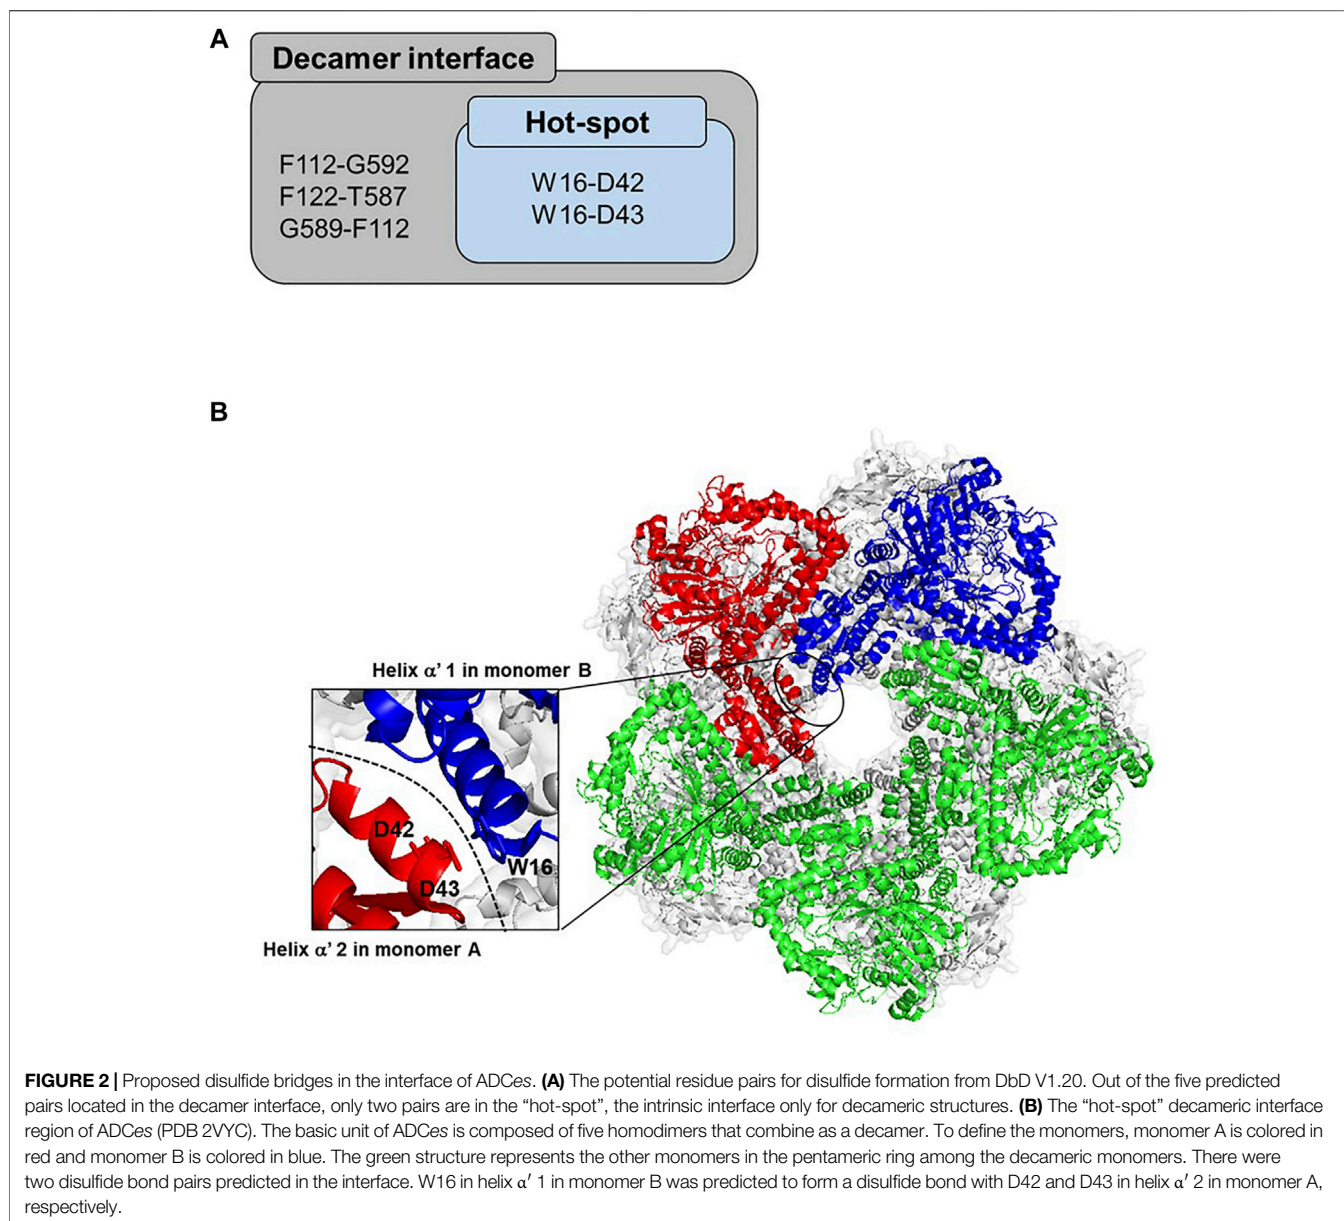 A
Decamer interface
Hot-spot
F112-G592
F122-T587
G589-F112
W16-D42
W16-D43
B
Helix α' 1 in monomer B
D42
D43
W16
Helix α' 2 in monomer A
FIGURE 2 | Proposed disulfide bridges in the interface of ADCes. (A) The potential residue pairs for disulfide formation from DbD V1.20. Out of the five predicted
pairs located in the decamer interface, only two pairs are in the “hot-spot”, the intrinsic interface only for decameric structures. (B) The “hot-spot” decameric interface
region of ADCes (PDB 2VYC). The basic unit of ADCes is composed of five homodimers that combine as a decamer. To define the monomers, monomer A is colored in
red and monomer B is colored in blue. The green structure represents the other monomers in the pentameric ring among the decameric monomers. There were
two disulfide bond pairs predicted in the interface. W16 in helix α′ 1 in monomer B was predicted to form a disulfide bond with D42 and D43 in helix α′ 2 in monomer A,
respectively.